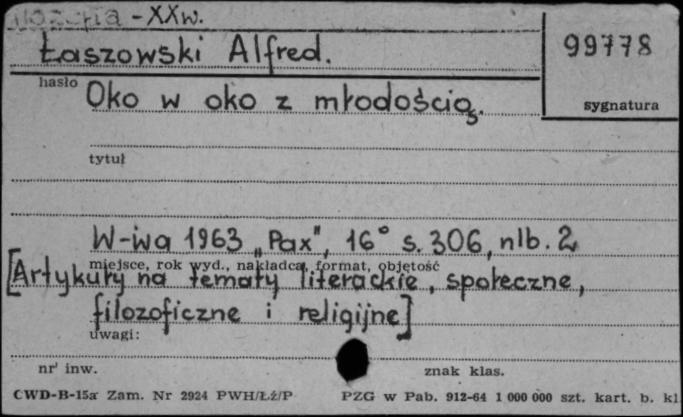 Filozofia - XXw.
Łaszowski Alfred.
99778
hasło
Oko w oko z młodością.
sygnatura
tytuł
W-wa 1963 „Pax", 16° s. 306, nlb. 2
miejsce, rok wyd., nakładca, format, objętość
[Artykuły na tematy literackie, społeczne,
filozoficzne i religijne]
uwagi:
nr inw.
znak klas.
CWD-B-15a Zam. Nr 2924 PWH/Łź/P PZG w Pab. 912-64 1 000 000 szt. kart. b. kl